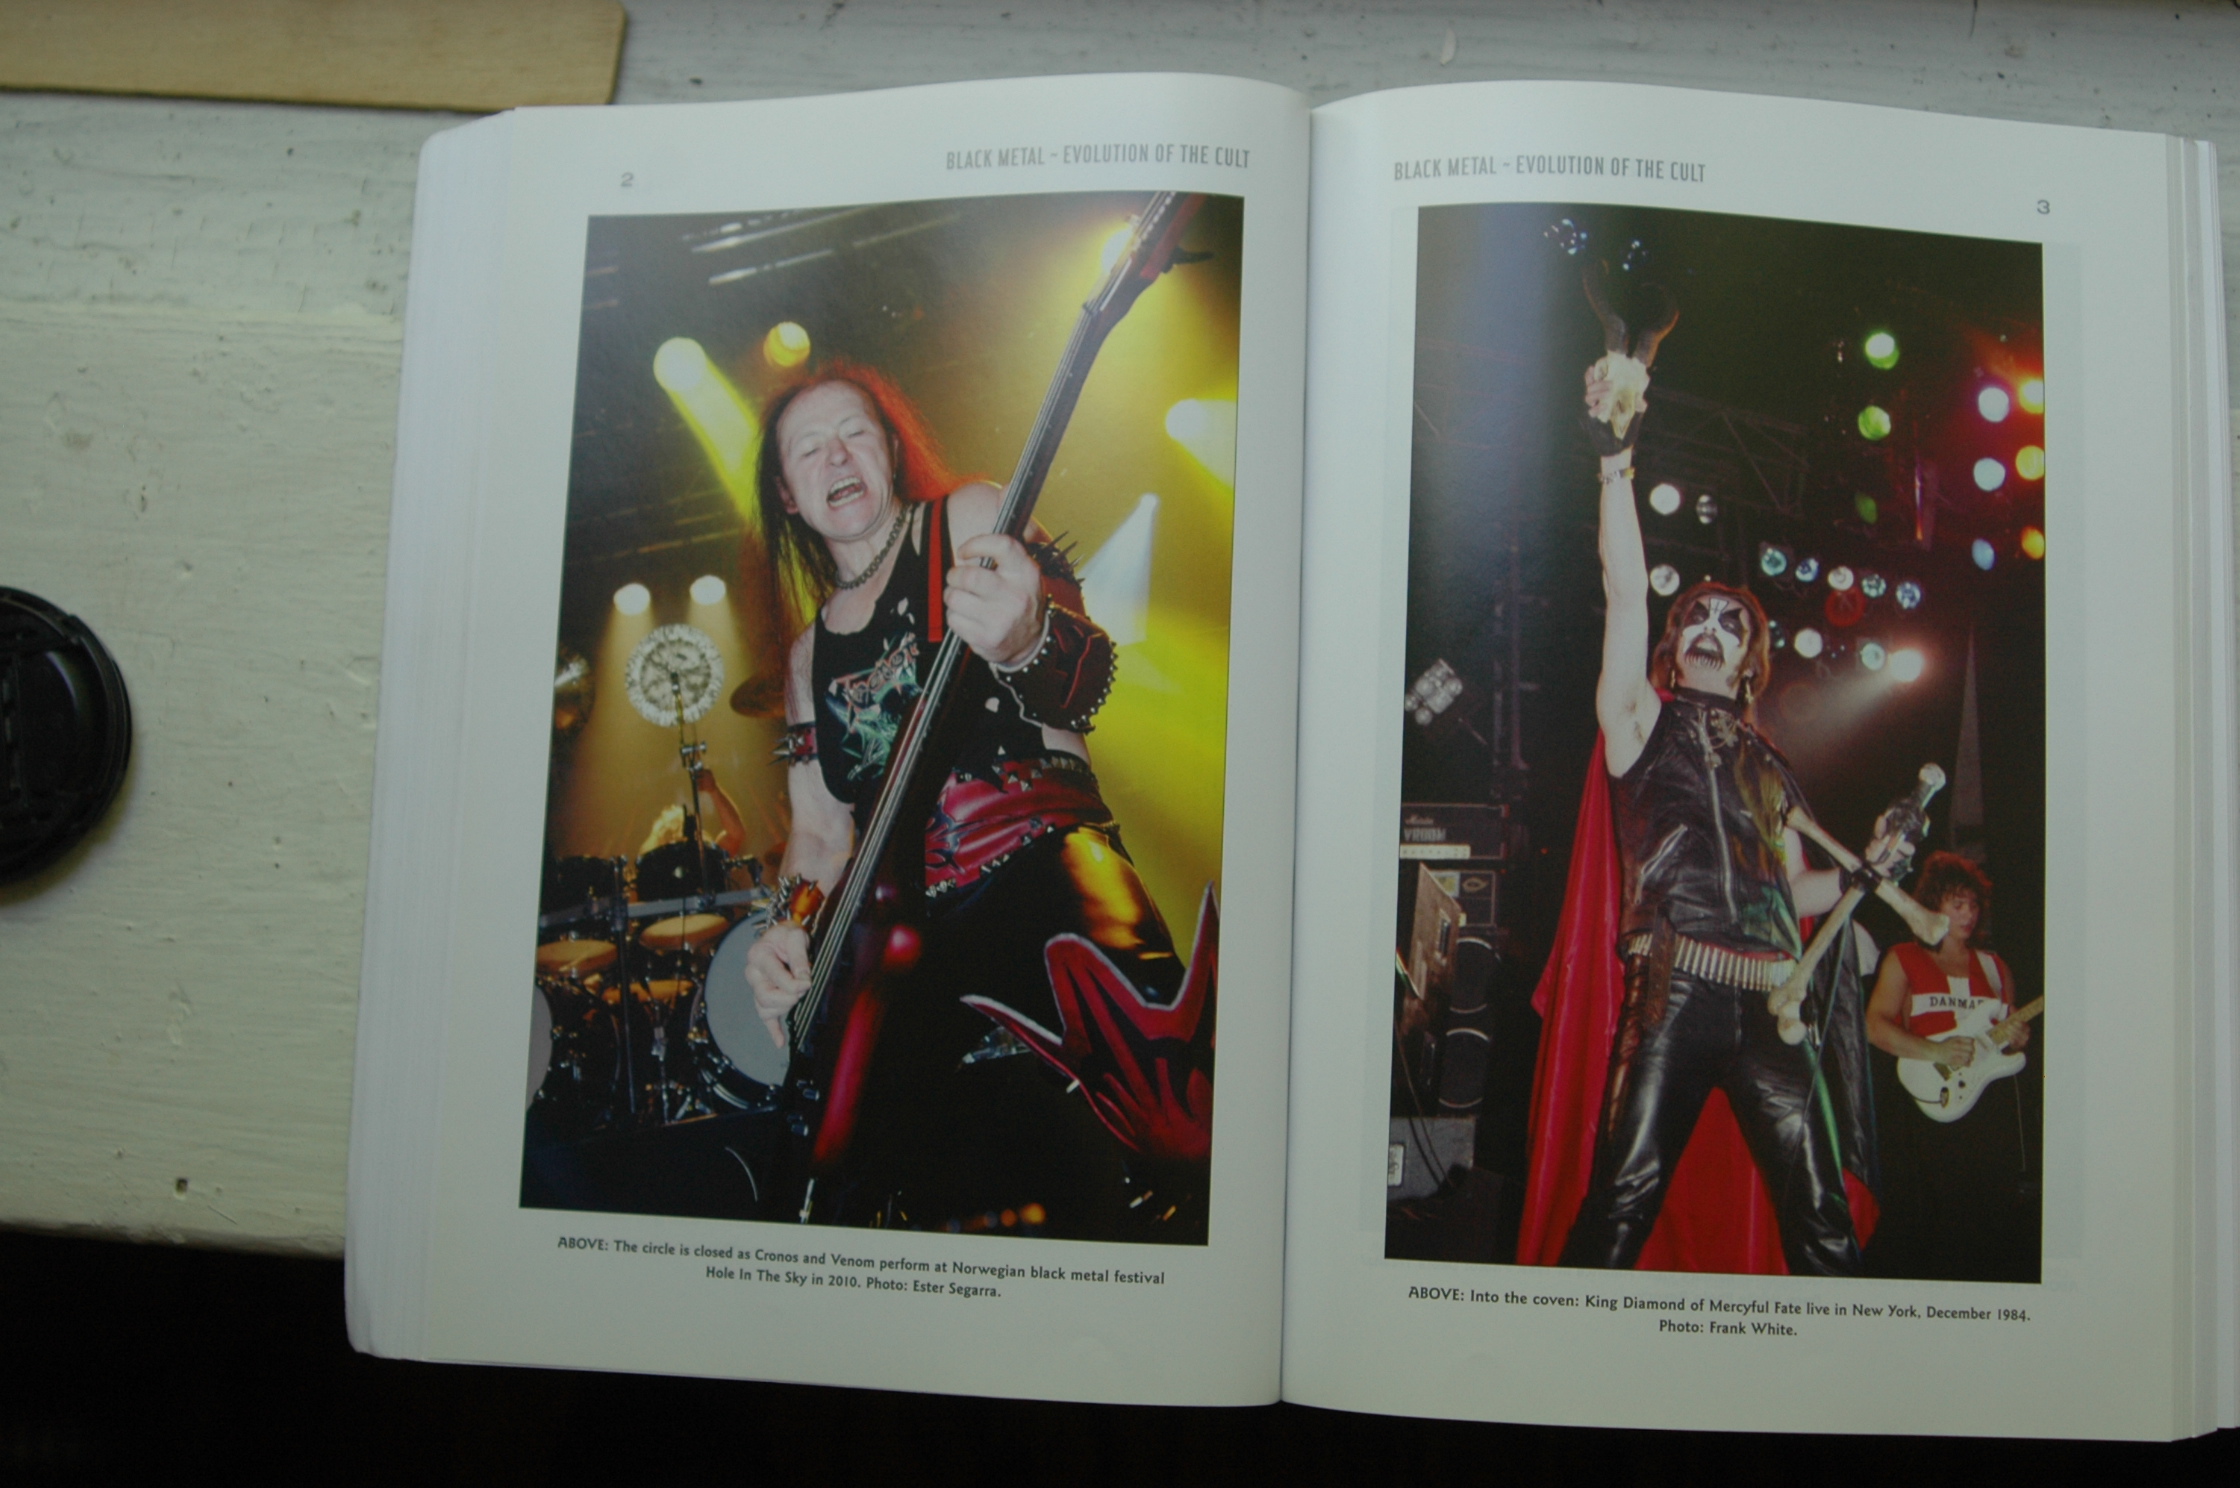 2
BLACK METAL - EVOLUTION OF THE CULT
ABOVE: The circle is closed as Cronos and Venom perform at Norwegian black metal festival
Hole In The Sky in 2010. Photo: Ester Segarra.
BLACK METAL - EVOLUTION OF THE CULT
3
DANMA
ABOVE: Into the coven: King Diamond of Mercyful Fate live in New York, December 1984.
Photo: Frank White.